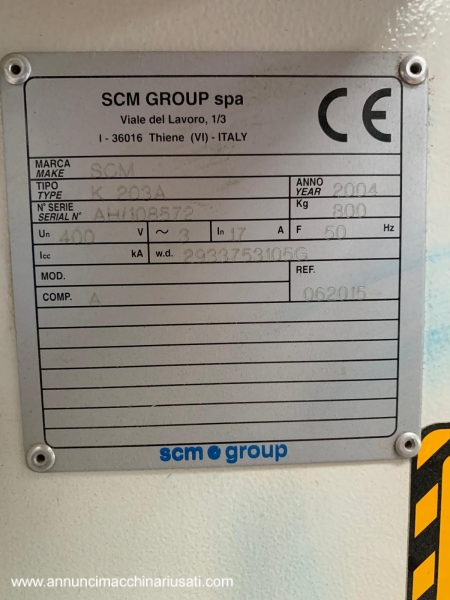 SCM GROUP spa
Viale del Lavoro, 1/3
I - 36016 Thiene (VI) - ITALY
CE
MARCA
MAKE SCM
TIPO
TYPE K 203A
ANNO
YEAR 2004
N° SERIE
SERIAL N° AH/108572
Kg 800
Un 400 V ~ 3 In 17 A F 50 Hz
Icc kA w.d. 2933753105G
MOD.
REF.
COMP. A 062015
scm group
www.annuncimacchinariusati.com